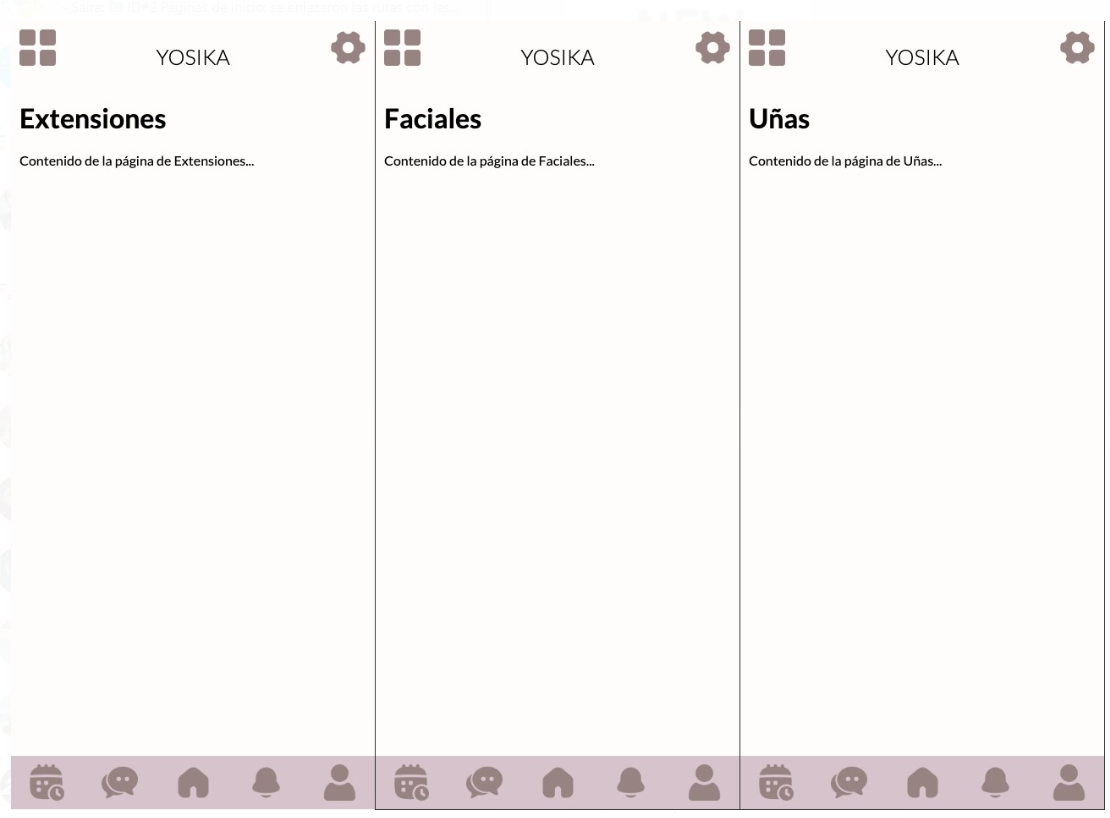 YOSIKA
Extensiones
Contenido de la página de Extensiones...
YOSIKA
Faciales
Contenido de la página de Faciales...
YOSIKA
Uñas
Contenido de la página de Uñas...